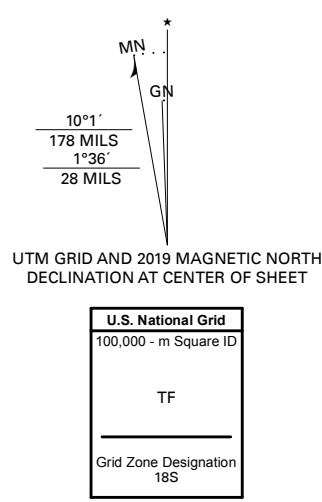 ★
MN
GN
10°1´
178 MILS
1°36´
28 MILS
UTM GRID AND 2019 MAGNETIC NORTH
DECLINATION AT CENTER OF SHEET
U.S. National Grid
100,000 - m Square ID
TF
Grid Zone Designation
18S